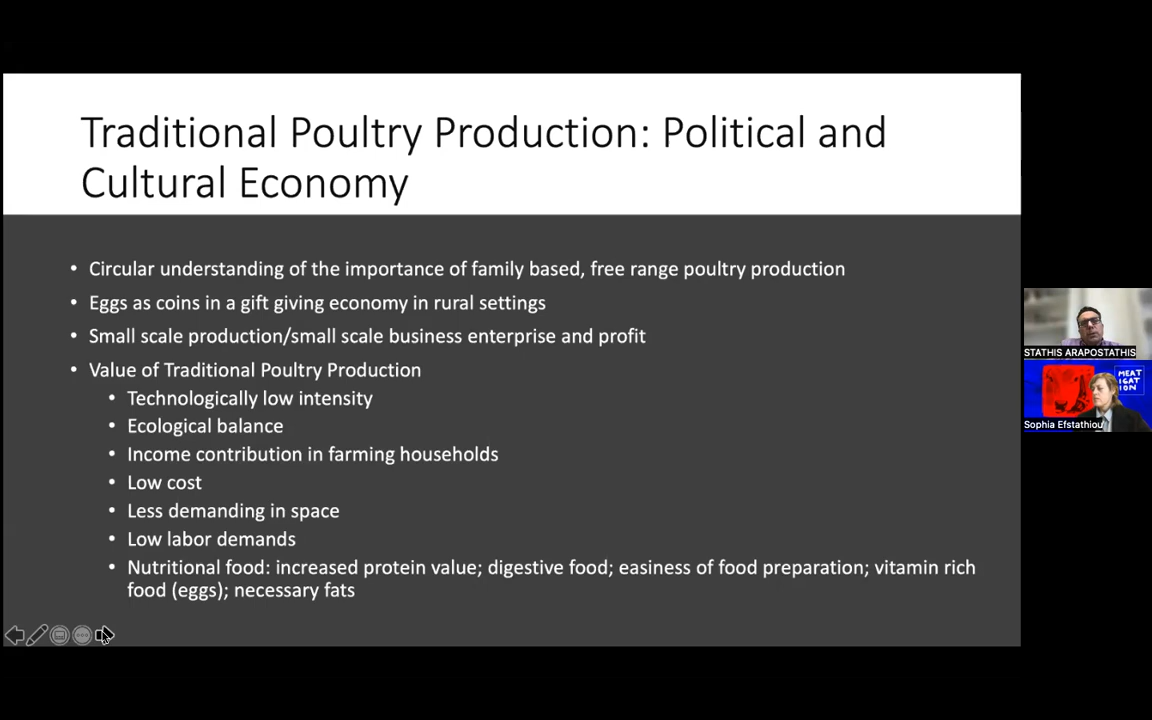 Traditional Poultry Production: Political and
Cultural Economy
• Circular understanding of the importance of family based, free range poultry production
• Eggs as coins in a gift giving economy in rural settings
• Small scale production/small scale business enterprise and profit
• Value of Traditional Poultry Production
• Technologically low intensity
• Ecological balance
• Income contribution in farming households
• Low cost
• Less demanding in space
• Low labor demands
• Nutritional food: increased protein value; digestive food; easiness of food preparation; vitamin rich
food (eggs); necessary fats
STATHIS ARAPOSTATHIS
MEAT
IGAT
ION
Sophia Efstathiou